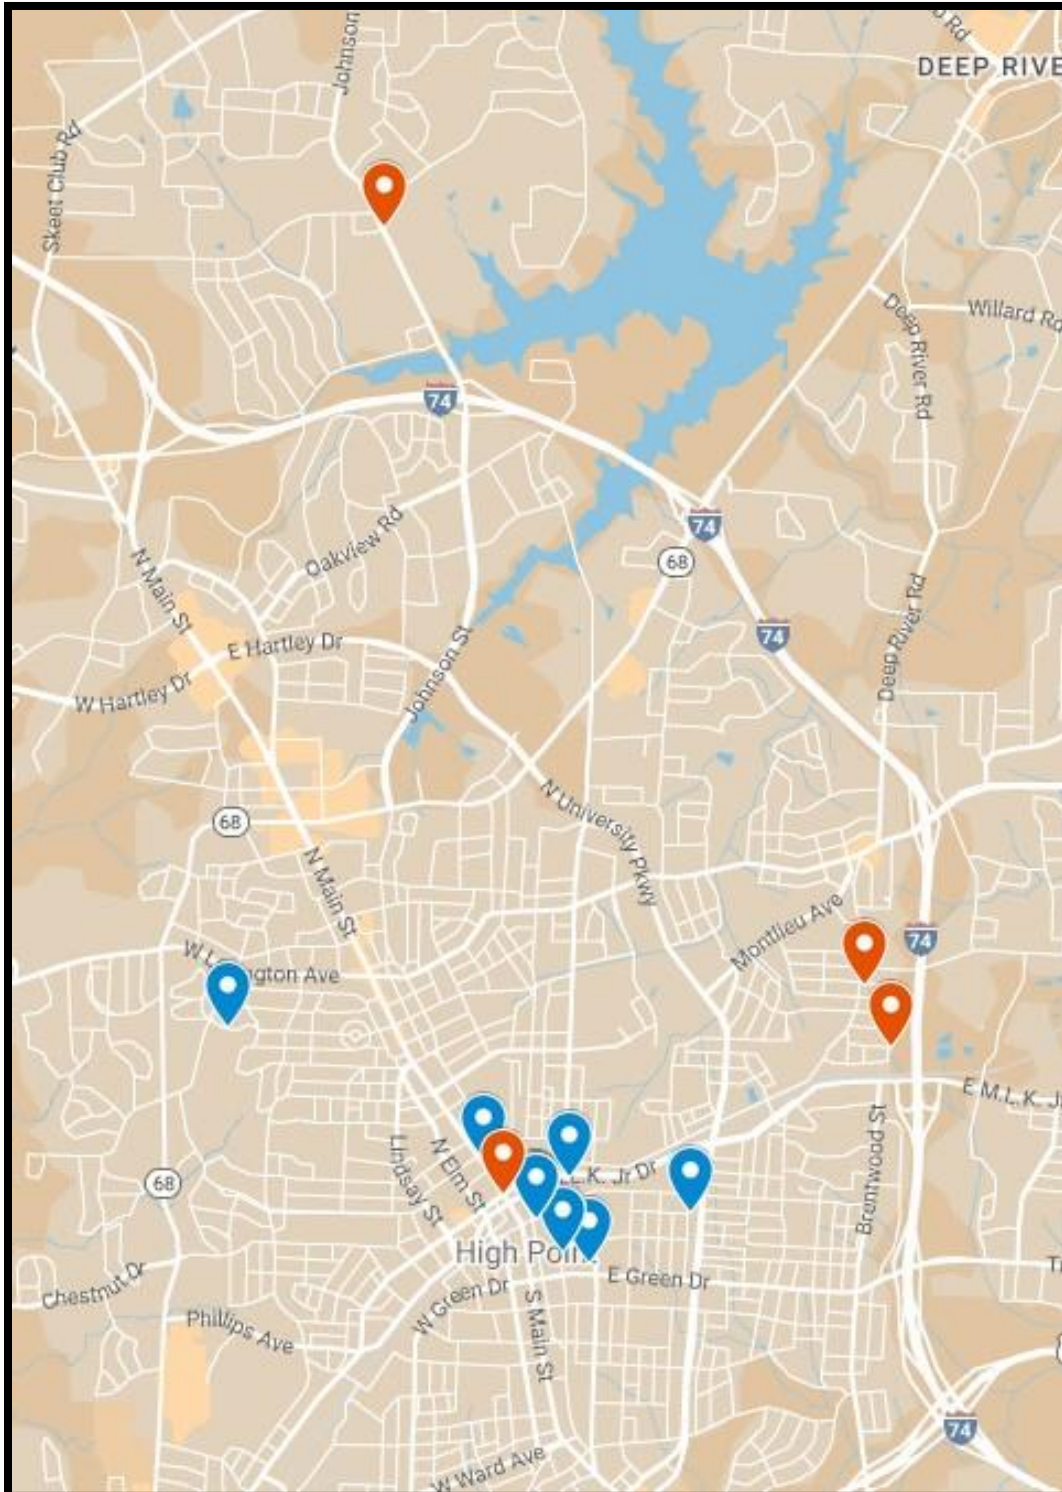 Johnson
o Rd
DEEP RIVE
Skeet Club Rd
Deep River Rd
Willard Rd
74
Oakview Rd
74
68
N Main St
74
E Hartley Dr
Deep River Rd
W Hartley Dr
Johnson St
N University Pkwy
68
N Main St
Montlieu Ave
74
W L ngton Ave
E M.L.K. J
Lindsay St
N Elm St
L.K. Jr Dr
Brentwood St
68
High Poin
E Green Dr
Chestnut Dr
W Green Dr
S Main St
Phillips Ave
74
W Ward Ave